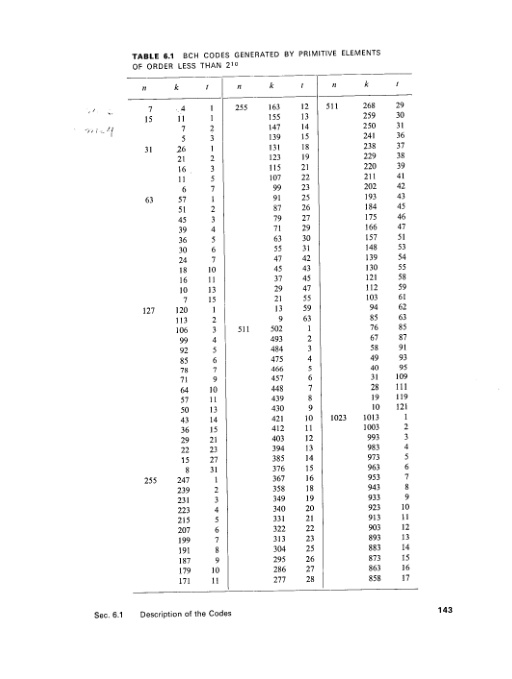 TABLE 6.1 BCH CODES GENERATED BY PRIMITIVE ELEMENTS
OF ORDER LESS THAN 2¹⁰
n k t n k t n k t
7 4 1 255 163 12 511 268 29
15 11 1 155 13 259 30
7 2 147 14 250 31
5 3 139 15 241 36
31 26 1 131 18 238 37
21 2 123 19 229 38
16 3 115 21 220 39
11 5 107 22 211 41
6 7 99 23 202 42
63 57 1 91 25 193 43
51 2 87 26 184 45
45 3 79 27 175 46
39 4 71 29 166 47
36 5 63 30 157 51
30 6 55 31 148 53
24 7 47 42 139 54
18 10 45 43 130 55
16 11 37 45 121 58
10 13 29 47 112 59
7 15 21 55 103 61
127 120 1 13 59 94 62
113 2 9 63 85 63
106 3 511 502 1 76 85
99 4 493 2 67 87
92 5 484 3 58 91
85 6 475 4 49 93
78 7 466 5 40 95
71 9 457 6 31 109
64 10 448 7 28 111
57 11 439 8 19 119
50 13 430 9 10 121
43 14 421 10 1023 1013 1
36 15 412 11 1003 2
29 21 403 12 993 3
22 23 394 13 983 4
15 27 385 14 973 5
8 31 376 15 963 6
255 247 1 367 16 953 7
239 2 358 18 943 8
231 3 349 19 933 9
223 4 340 20 923 10
215 5 331 21 913 11
207 6 322 22 903 12
199 7 313 23 893 13
191 8 304 25 883 14
187 9 295 26 873 15
179 10 286 27 863 16
171 11 277 28 858 17
Sec. 6.1 Description of the Codes 143